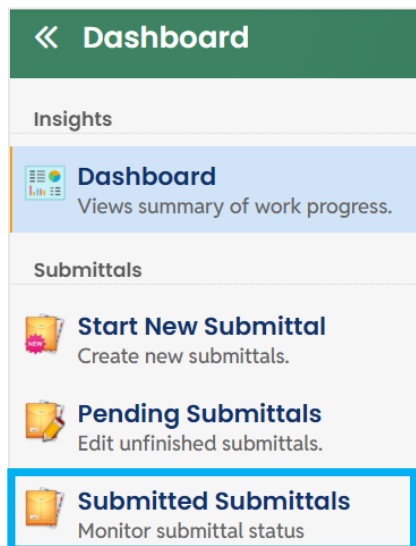 « Dashboard
Insights
Dashboard
Views summary of work progress.
Submittals
NEW
Start New Submittal
Create new submittals.
Pending Submittals
Edit unfinished submittals.
Submitted Submittals
Monitor submittal status